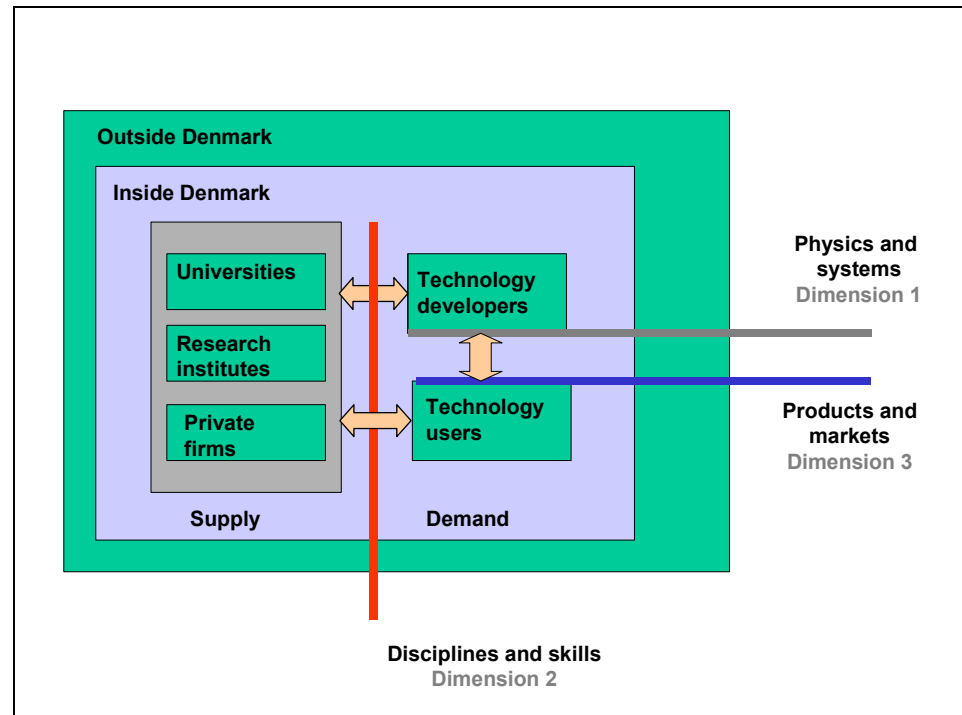 Outside Denmark
Inside Denmark
Universities
Research
institutes
Private
firms
Supply
Technology
developers
Technology
users
Demand
Physics and
systems
Dimension 1
Products and
markets
Dimension 3
Disciplines and skills
Dimension 2